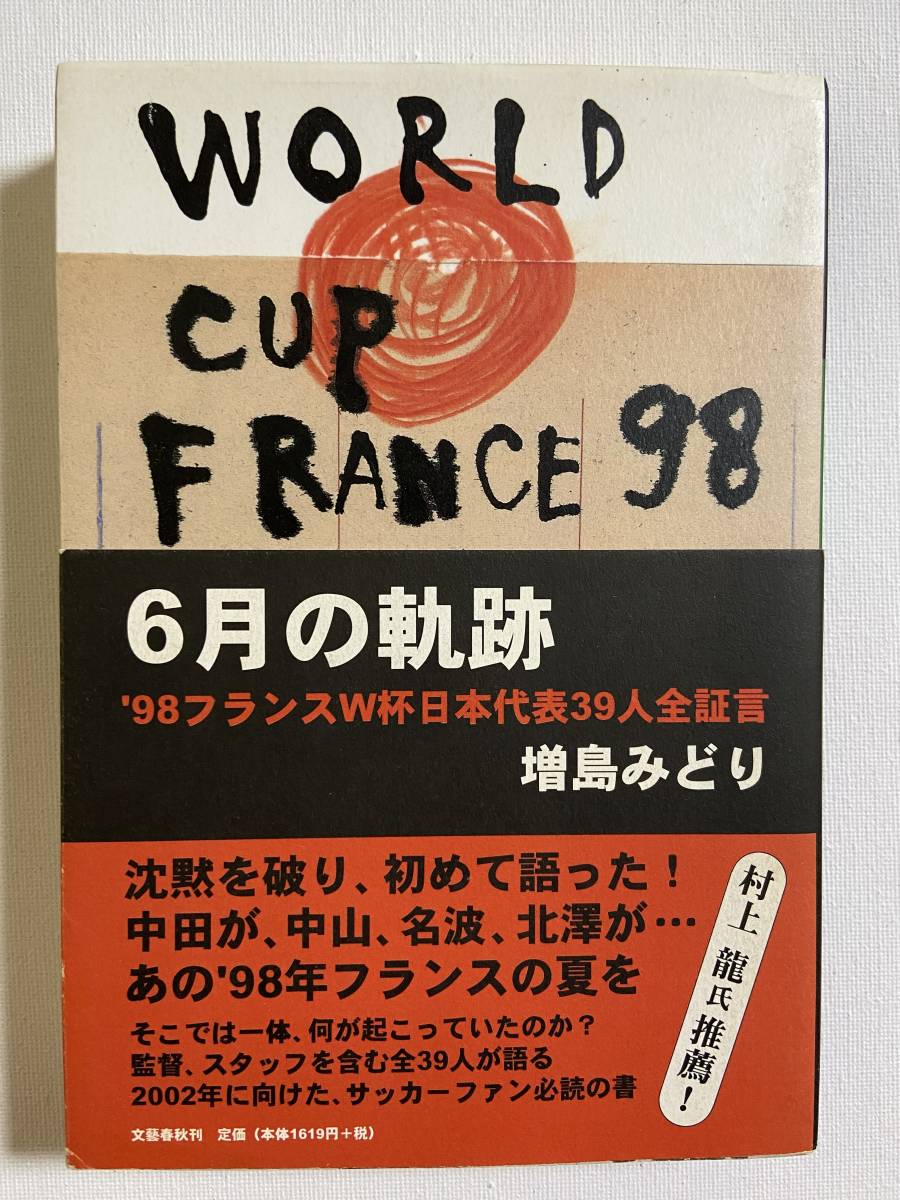 WORLD
CUP
FRANCE 98
6月の軌跡
'98フランスW杯日本代表39人全証言
増島みどり
沈黙を破り、初めて語った!
中田が、中山、名波、北澤が…
あの'98年フランスの夏を
そこでは一体、何が起こっていたのか?
監督、スタッフを含む全39人が語る
2002年に向けた、サッカーファン必読の書
文藝春秋刊 定価(本体1619円+税)
村上 龍氏推薦!